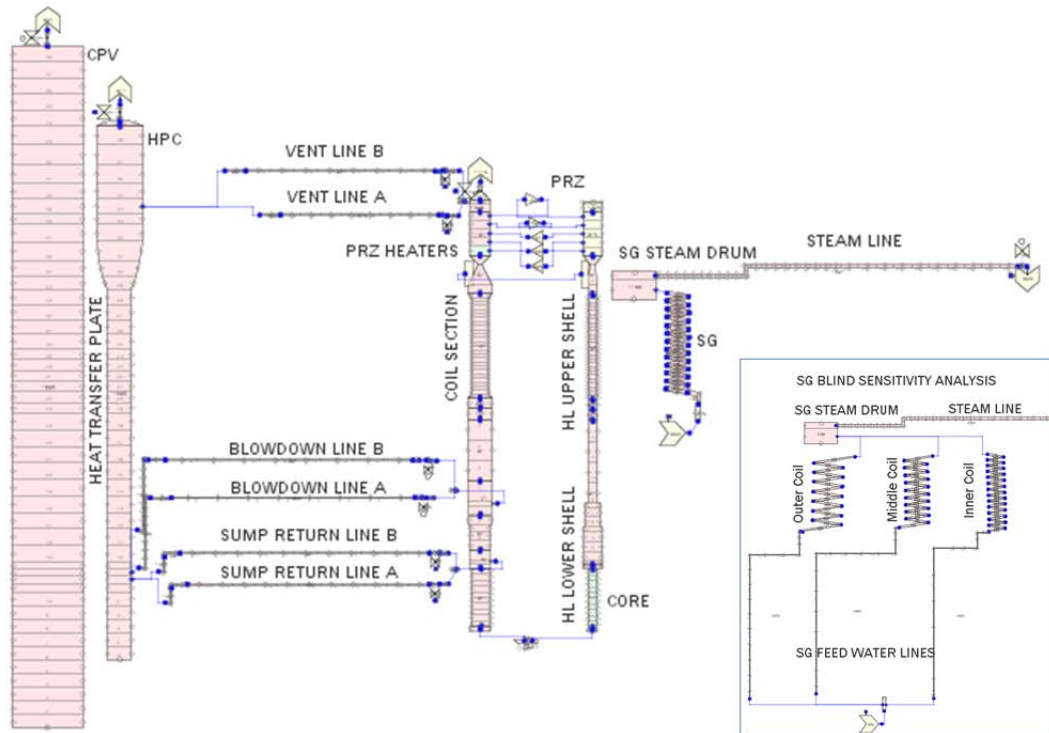 CPV
HPC
VENT LINE B
VENT LINE A
PRZ
PRZ HEATERS
SG STEAM DRUM
STEAM LINE
HEAT TRANSFER PLATE
COIL SECTION
HL UPPER SHELL
SG
BLOWDOWN LINE B
BLOWDOWN LINE A
SUMP RETURN LINE B
SUMP RETURN LINE A
HL LOWER SHELL
CORE
SG BLIND SENSITIVITY ANALYSIS
SG STEAM DRUM
STEAM LINE
Outer Coil
Middle Coil
Inner Coil
SG FEED WATER LINES